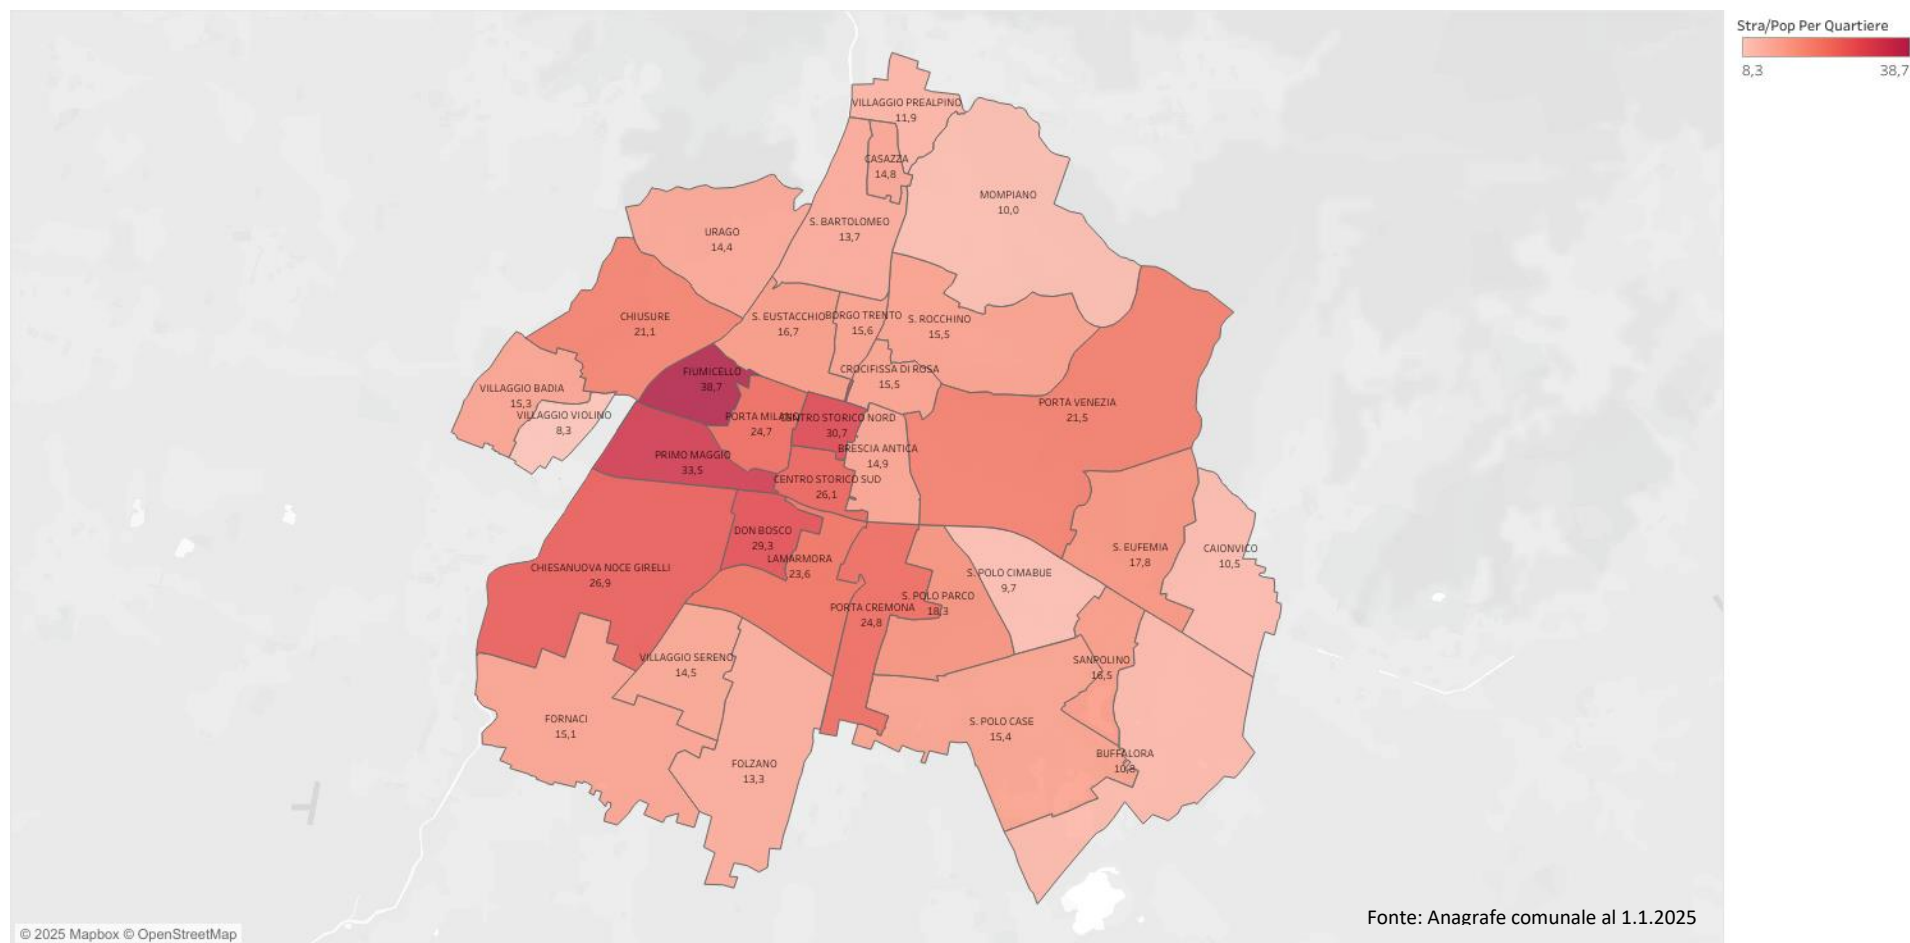 Stra/Pop Per Quartiere
8,3 38,7
VILLAGGIO PREALPINO
11,9
CASAZZA
14,8
MOMPIANO
10,0
S. BARTOLOMEO
13,7
URAGO
14,4
CHIUSURE
21,1
S. EUSTACCHIO
16,7
BORGO TRENTO
15,6
S. ROCCHINO
15,5
FIUMICELLO
38,7
CROCIFISSA DI ROSA
15,5
VILLAGGIO BADIA
15,3
VILLAGGIO VIOLINO
8,3
PORTA MILANO
24,7
CENTRO STORICO NORD
30,7
PORTA VENEZIA
21,5
PRIMO MAGGIO
33,5
BRESCIA ANTICA
14,9
CENTRO STORICO SUD
26,1
DON BOSCO
29,3
LAMARMORA
23,6
CHIESANUOVA NOCE GIRELLI
26,9
S. EUFEMIA
17,8
CAIONVICO
10,5
S. POLO CIMABUE
9,7
S. POLO PARCO
18,3
PORTA CREMONA
24,8
VILLAGGIO SERENO
14,5
SANPOLINO
16,5
FORNACI
15,1
S. POLO CASE
15,4
FOLZANO
13,3
BUFFALORA
10,8
Fonte: Anagrafe comunale al 1.1.2025
© 2025 Mapbox © OpenStreetMap